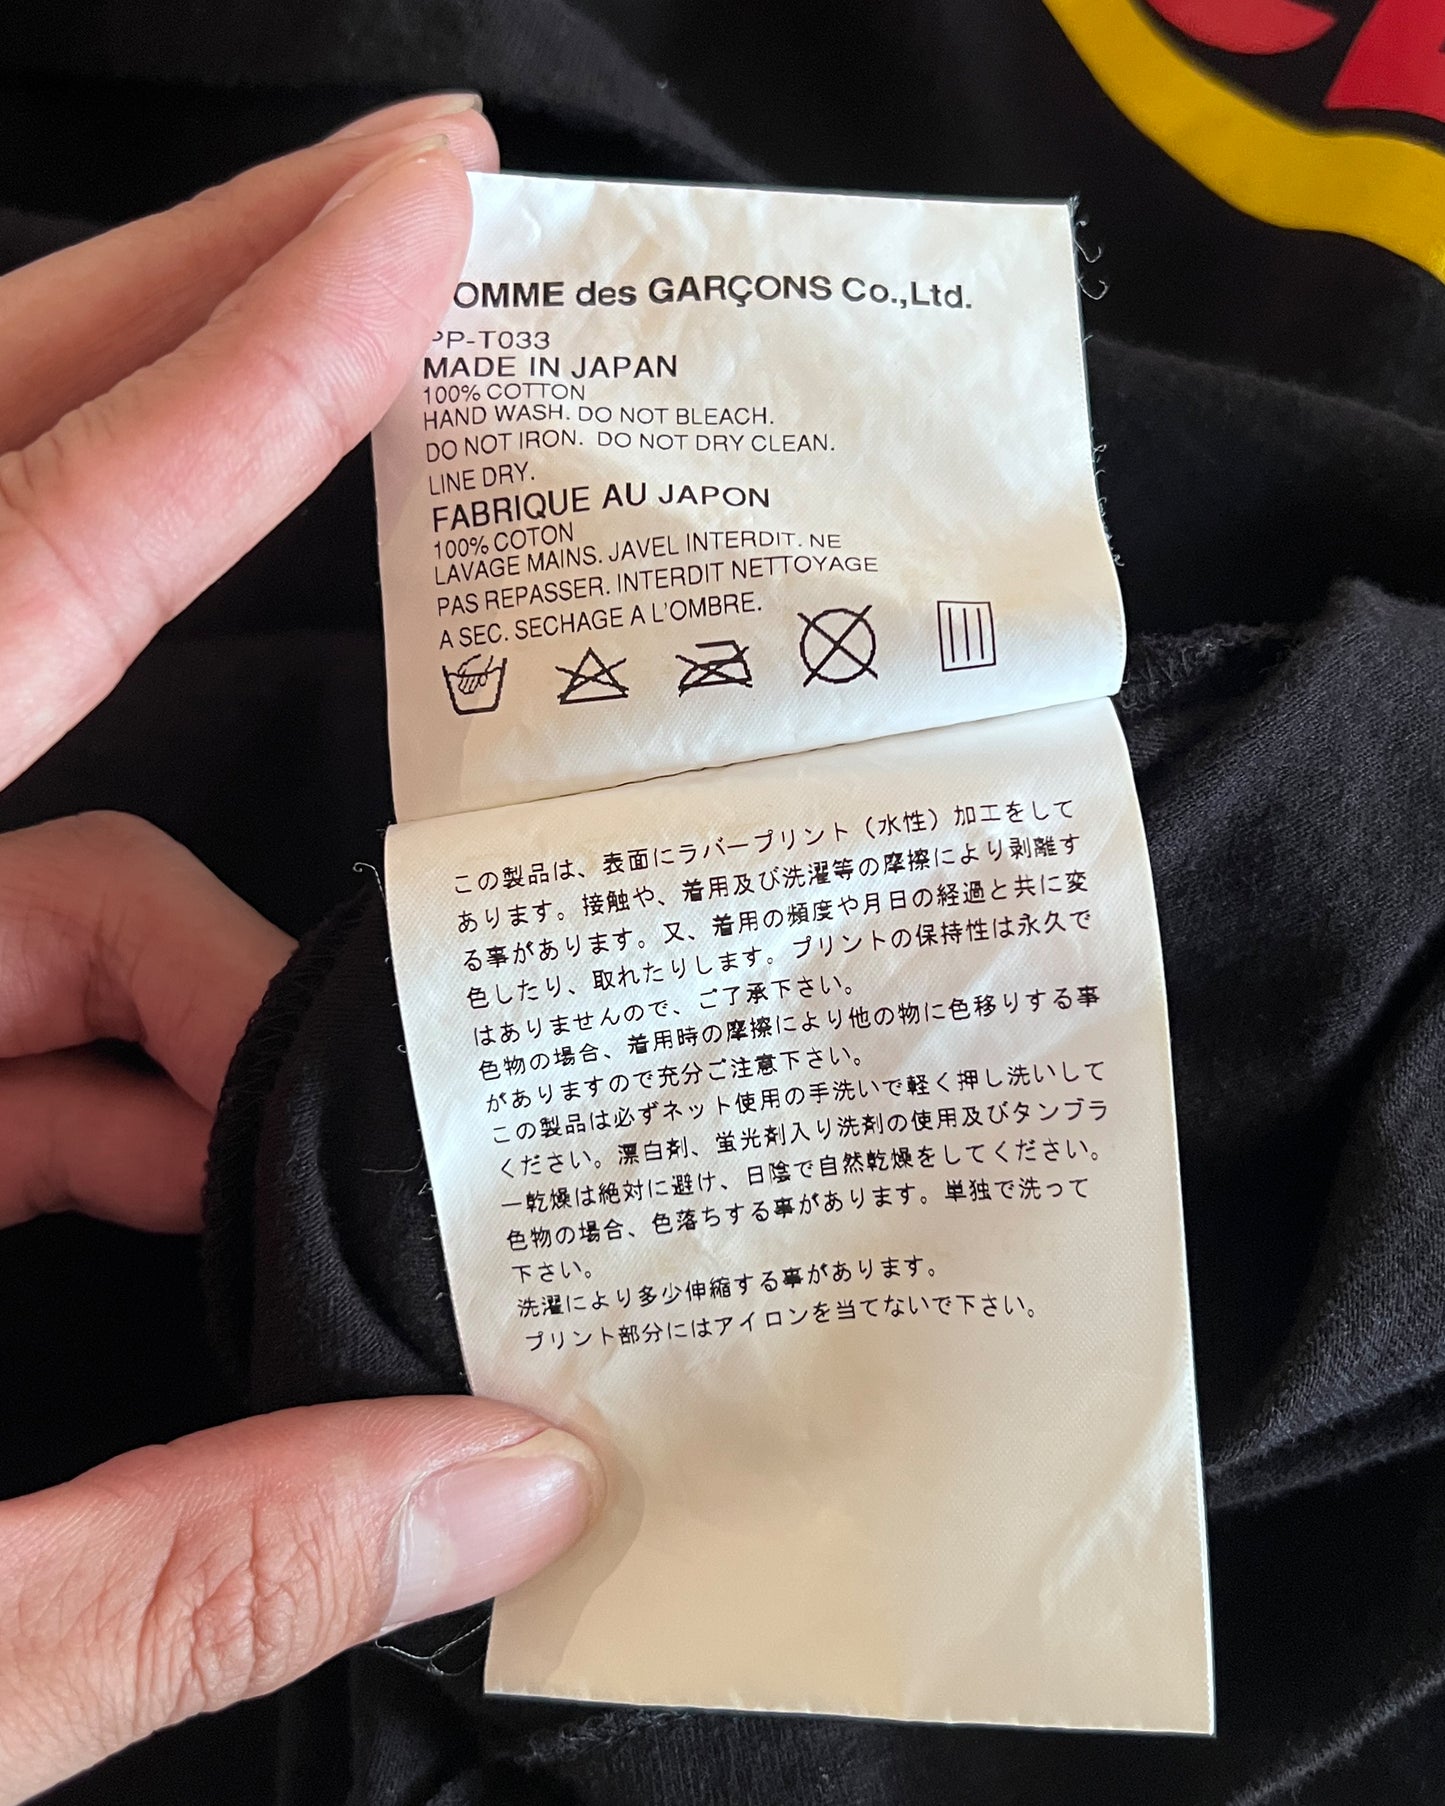 OMME des GARÇONS Co.,Ltd.
PP-T033
MADE IN JAPAN
100% COTTON
HAND WASH. DO NOT BLEACH.
DO NOT IRON. DO NOT DRY CLEAN.
LINE DRY.
FABRIQUE AU JAPON
100% COTON
LAVAGE MAINS. JAVEL INTERDIT. NE
PAS REPASSER. INTERDIT NETTOYAGE
A SEC. SECHAGE A L'OMBRE.
この製品は、表面にラバープリント（水性）加工をして
あります。接触や、着用及び洗濯等の摩擦により剥離す
る事があります。又、着用の頻度や月日の経過と共に変
色したり、取れたりします。プリントの保持性は永久で
はありませんので、ご了承下さい。
色物の場合、着用時の摩擦により他の物に色移りする事
がありますので充分ご注意下さい。
この製品は必ずネット使用の手洗いで軽く押し洗いして
ください。漂白剤、蛍光剤入り洗剤の使用及びタンブラ
ー乾燥は絶対に避け、日陰で自然乾燥をしてください。
色物の場合、色落ちする事があります。単独で洗って
下さい。
洗濯により多少伸縮する事があります。
プリント部分にはアイロンを当てないで下さい。